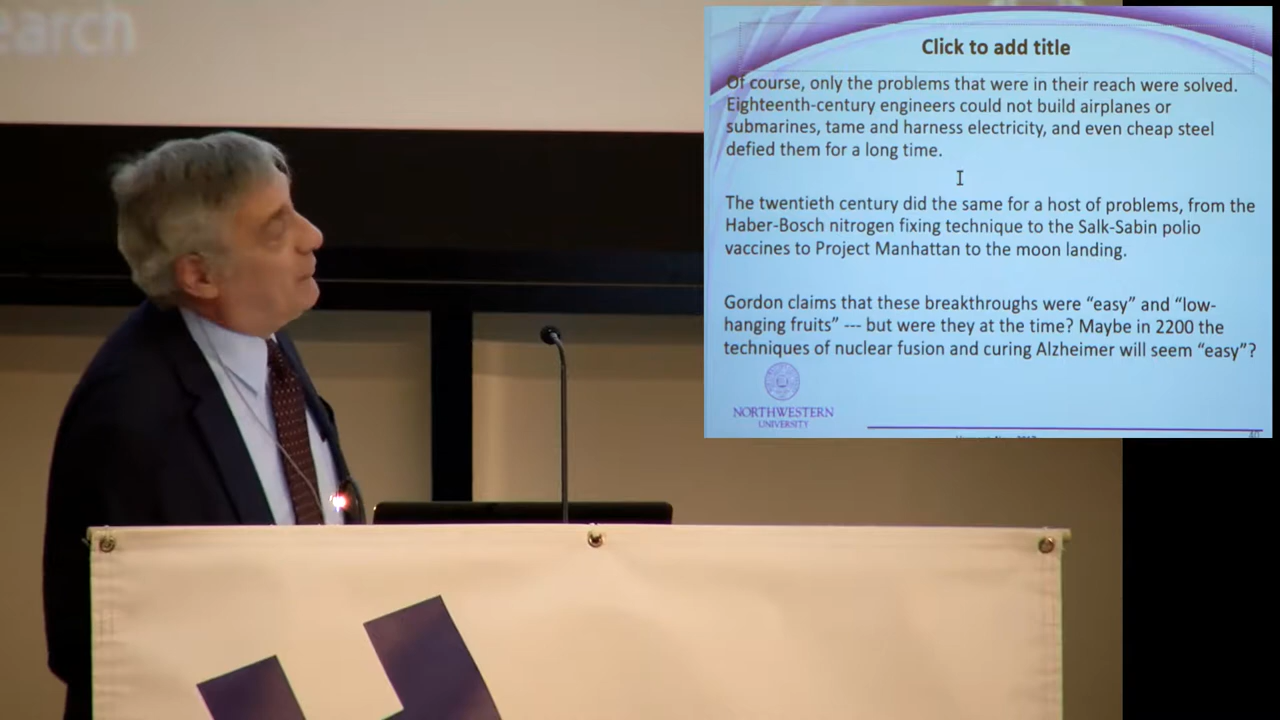 earch
Click to add title
Of course, only the problems that were in their reach were solved.
Eighteenth-century engineers could not build airplanes or
submarines, tame and harness electricity, and even cheap steel
defied them for a long time.
The twentieth century did the same for a host of problems, from the
Haber-Bosch nitrogen fixing technique to the Salk-Sabin polio
vaccines to Project Manhattan to the moon landing.
Gordon claims that these breakthroughs were “easy” and “low-
hanging fruits” --- but were they at the time? Maybe in 2200 the
techniques of nuclear fusion and curing Alzheimer will seem “easy”?
NORTHWESTERN
UNIVERSITY